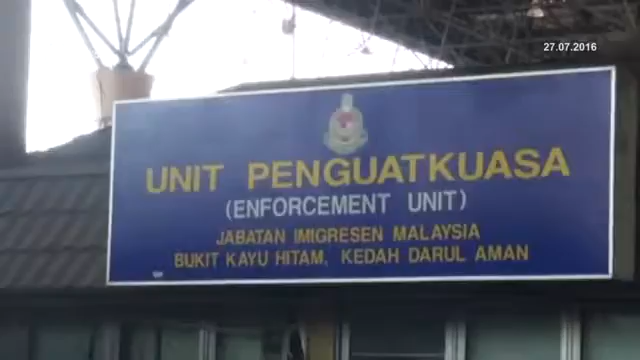 27.07.2016
UNIT PENGUATKUASA
(ENFORCEMENT UNIT)
JABATAN IMIGRESEN MALAYSIA
BUKIT KAYU HITAM, KEDAH DARUL AMAN